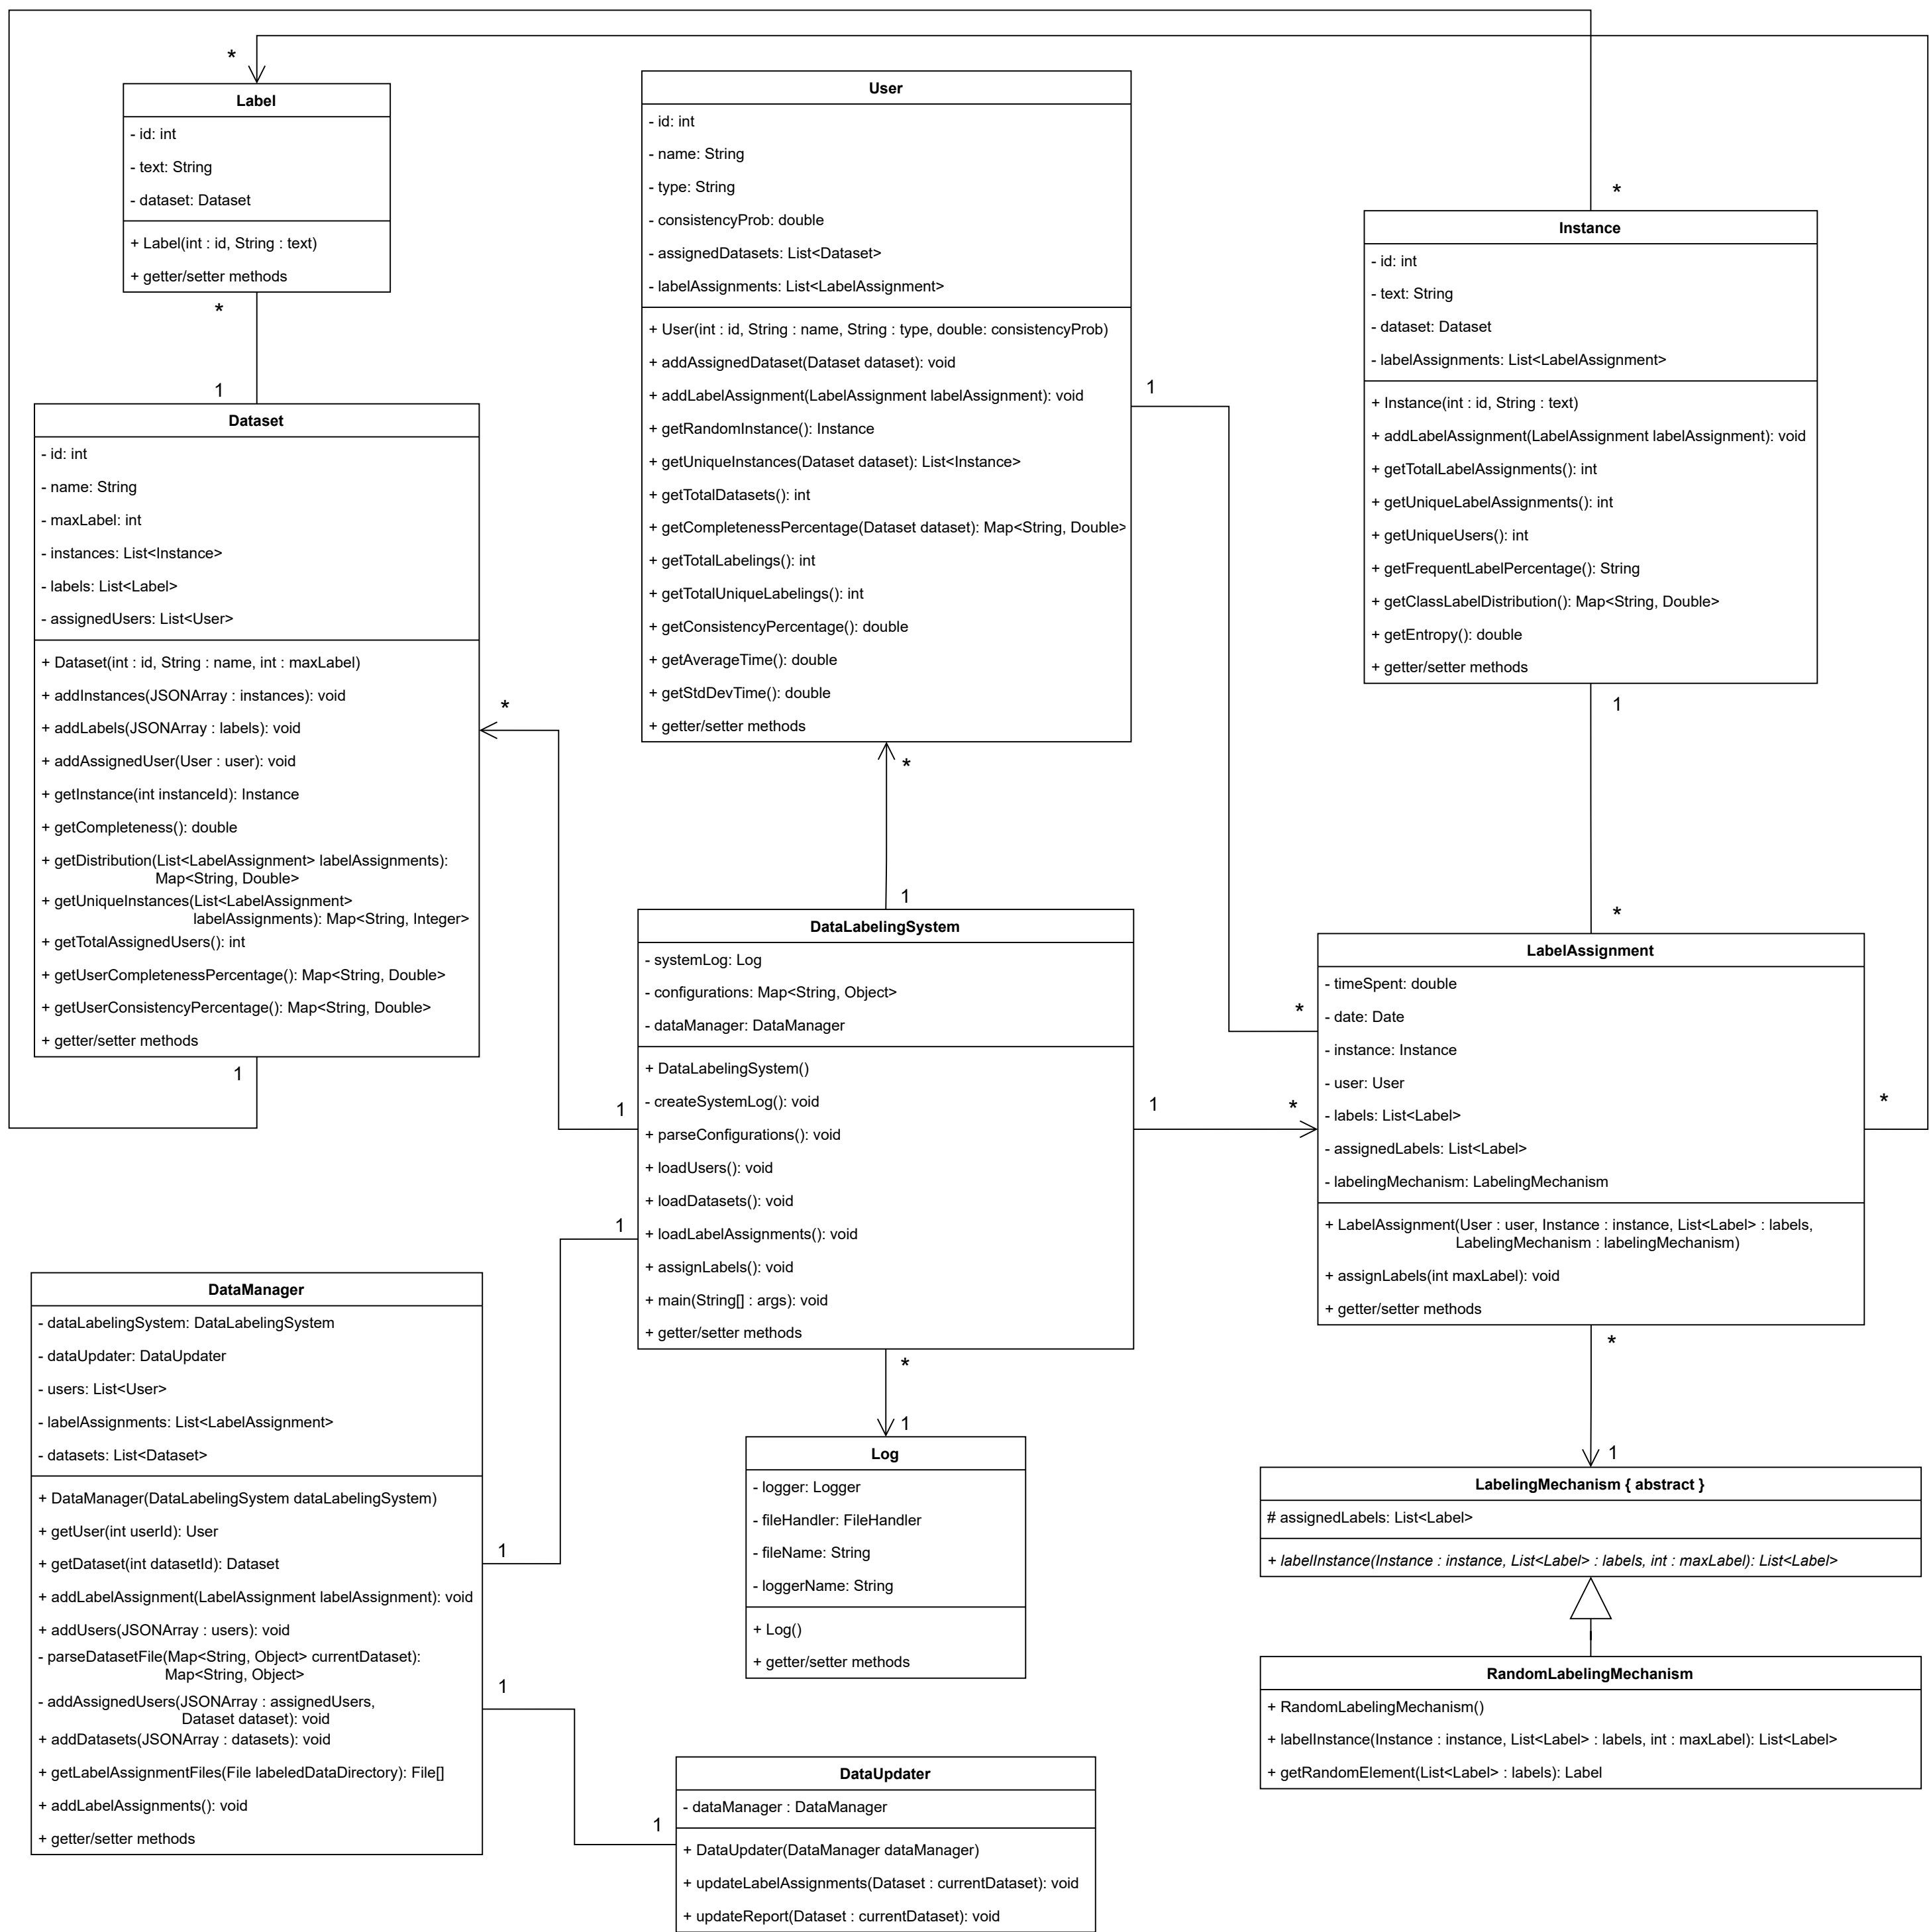 *
Label
- id: int
- text: String
- dataset: Dataset
+ Label(int : id, String : text)
+ getter/setter methods
*
1
User
- id: int
- name: String
- type: String
- consistencyProb: double
- assignedDatasets: List<Dataset>
- labelAssignments: List<LabelAssignment>
+ User(int : id, String : name, String : type, double: consistencyProb)
+ addAssignedDataset(Dataset dataset): void
+ addLabelAssignment(LabelAssignment labelAssignment): void
+ getRandomInstance(): Instance
+ getUniqueInstances(Dataset dataset): List<Instance>
+ getTotalDatasets(): int
+ getCompletenessPercentage(Dataset dataset): Map<String, Double>
+ getTotalLabelings(): int
+ getTotalUniqueLabelings(): int
+ getConsistencyPercentage(): double
+ getAverageTime(): double
+ getStdDevTime(): double
+ getter/setter methods
1
*
*
Instance
- id: int
- text: String
- dataset: Dataset
- labelAssignments: List<LabelAssignment>
+ Instance(int : id, String : text)
+ addLabelAssignment(LabelAssignment labelAssignment): void
+ getTotalLabelAssignments(): int
+ getUniqueLabelAssignments(): int
+ getUniqueUsers(): int
+ getFrequentLabelPercentage(): String
+ getClassLabelDistribution(): Map<String, Double>
+ getEntropy(): double
+ getter/setter methods
1
*
Dataset
- id: int
- name: String
- maxLabel: int
- instances: List<Instance>
- labels: List<Label>
- assignedUsers: List<User>
+ Dataset(int : id, String : name, int : maxLabel)
+ addInstances(JSONArray : instances): void
+ addLabels(JSONArray : labels): void
+ addAssignedUser(User : user): void
+ getInstance(int instanceId): Instance
+ getCompleteness(): double
+ getDistribution(List<LabelAssignment> labelAssignments):
Map<String, Double>
+ getUniqueInstances(List<LabelAssignment>
labelAssignments): Map<String, Integer>
+ getTotalAssignedUsers(): int
+ getUserCompletenessPercentage(): Map<String, Double>
+ getUserConsistencyPercentage(): Map<String, Double>
+ getter/setter methods
1
*
1
DataLabelingSystem
- systemLog: Log
- configurations: Map<String, Object>
- dataManager: DataManager
+ DataLabelingSystem()
- createSystemLog(): void
+ parseConfigurations(): void
+ loadUsers(): void
+ loadDatasets(): void
+ loadLabelAssignments(): void
+ assignLabels(): void
+ main(String[] : args): void
+ getter/setter methods
1
1
1
*
*
*
1
LabelAssignment
- timeSpent: double
- date: Date
- instance: Instance
- user: User
- labels: List<Label>
- assignedLabels: List<Label>
- labelingMechanism: LabelingMechanism
+ LabelAssignment(User : user, Instance : instance, List<Label> : labels,
LabelingMechanism : labelingMechanism)
+ assignLabels(int maxLabel): void
+ getter/setter methods
*
*
1
DataManager
- dataLabelingSystem: DataLabelingSystem
- dataUpdater: DataUpdater
- users: List<User>
- labelAssignments: List<LabelAssignment>
- datasets: List<Dataset>
+ DataManager(DataLabelingSystem dataLabelingSystem)
+ getUser(int userId): User
+ getDataset(int datasetId): Dataset
+ addLabelAssignment(LabelAssignment labelAssignment): void
+ addUsers(JSONArray : users): void
- parseDatasetFile(Map<String, Object> currentDataset):
Map<String, Object>
- addAssignedUsers(JSONArray : assignedUsers,
Dataset dataset): void
+ addDatasets(JSONArray : datasets): void
+ getLabelAssignmentFiles(File labeledDataDirectory): File[]
+ addLabelAssignments(): void
+ getter/setter methods
1
1
1
Log
- logger: Logger
- fileHandler: FileHandler
- fileName: String
- loggerName: String
+ Log()
+ getter/setter methods
DataUpdater
- dataManager : DataManager
+ DataUpdater(DataManager dataManager)
+ updateLabelAssignments(Dataset : currentDataset): void
+ updateReport(Dataset : currentDataset): void
LabelingMechanism { abstract }
# assignedLabels: List<Label>
+ labelInstance(Instance : instance, List<Label> : labels, int : maxLabel): List<Label>
RandomLabelingMechanism
+ RandomLabelingMechanism()
+ labelInstance(Instance : instance, List<Label> : labels, int : maxLabel): List<Label>
+ getRandomElement(List<Label> : labels): Label